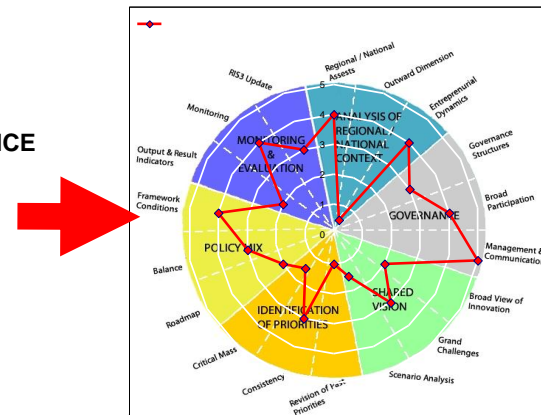 NCE
Regional / National
Assests
Outward Dimension
Entreprenurial
Dynamics
Governance
Structures
Broad
Participation
Management &
Communication
Broad View of
Innovation
Grand
Challenges
Scenario Analysis
Revision of Past
Priorities
Consistency
Critical Mass
Roadmap
Balance
Framework
Conditions
Output & Result
Indicators
Monitoring
RIS3 Update
5
4
3
2
1
0
ANALYSIS OF
REGIONAL/
NATIONAL
CONTEXT
GOVERNANCE
SHARED
VISION
IDENTIFICATION
OF PRIORITIES
POLICY MIX
MONITORING
&
EVALUATION